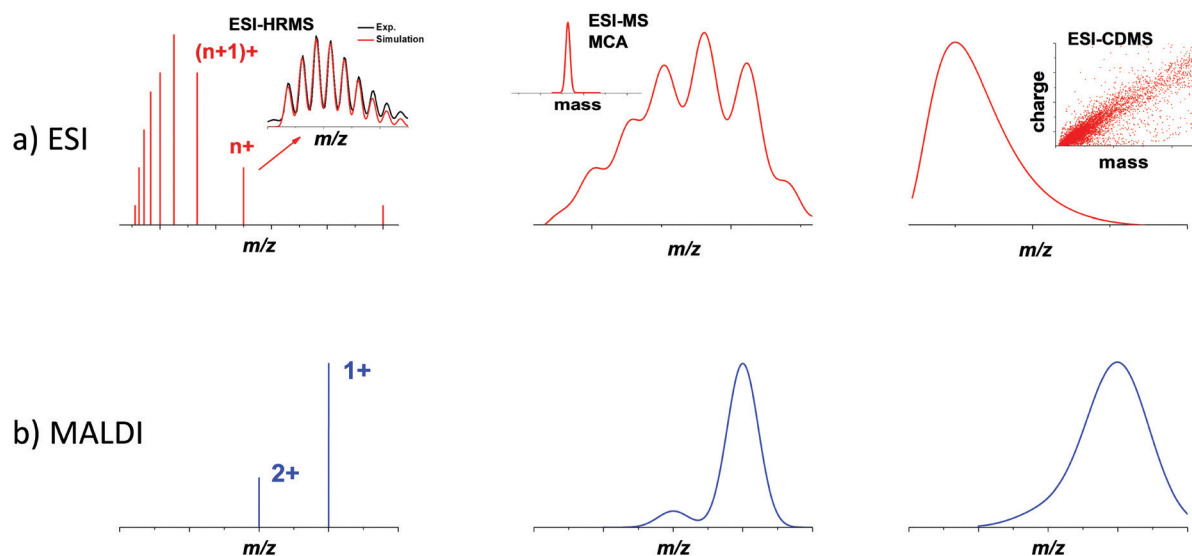 a) ESI
ESI-HRMS
Exp.
Simulation
(n+1)+
n+
m/z
m/z
ESI-MS
MCA
mass
m/z
ESI-CDMS
charge
mass
m/z
b) MALDI
1+
2+
m/z
m/z
m/z